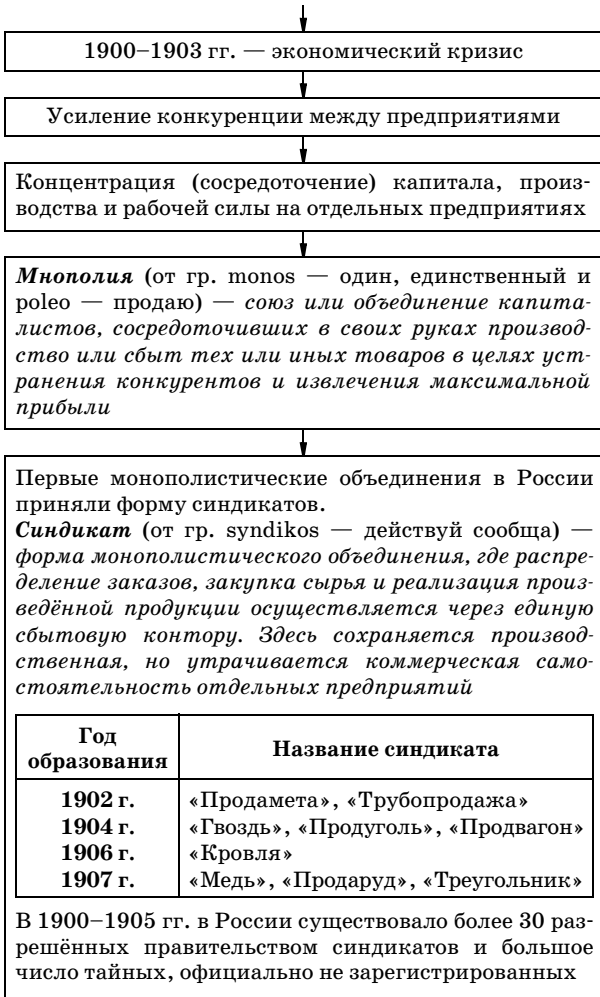 1900–1903 гг. — экономический кризис
Усиление конкуренции между предприятиями
Концентрация (сосредоточение) капитала, произ-
водства и рабочей силы на отдельных предприятиях
Мнополия (от гр. monos — один, единственный и
poleo — продаю) — союз или объединение капита-
листов, сосредоточивших в своих руках производ-
ство или сбыт тех или иных товаров в целях уст-
ранения конкурентов и извлечения максимальной
прибыли
Первые монополистические объединения в России
приняли форму синдикатов.
Синдикат (от гр. syndikos — действуй сообща) —
форма монополистического объединения, где распре-
деление заказов, закупка сырья и реализация произ-
ведённой продукции осуществляется через единую
сбытовую контору. Здесь сохраняется производ-
ственная, но утрачивается коммерческая само-
стоятельность отдельных предприятий
Год
образования
Название синдиката
1902 г. «Продамета», «Трубопродажа»
1904 г. «Гвоздь», «Продуголь», «Продвагон»
1906 г. «Кровля»
1907 г. «Медь», «Продаруд», «Треугольник»
В 1900–1905 гг. в России существовало более 30 раз-
решённых правительством синдикатов и большое
число тайных, официально не зарегистрированных